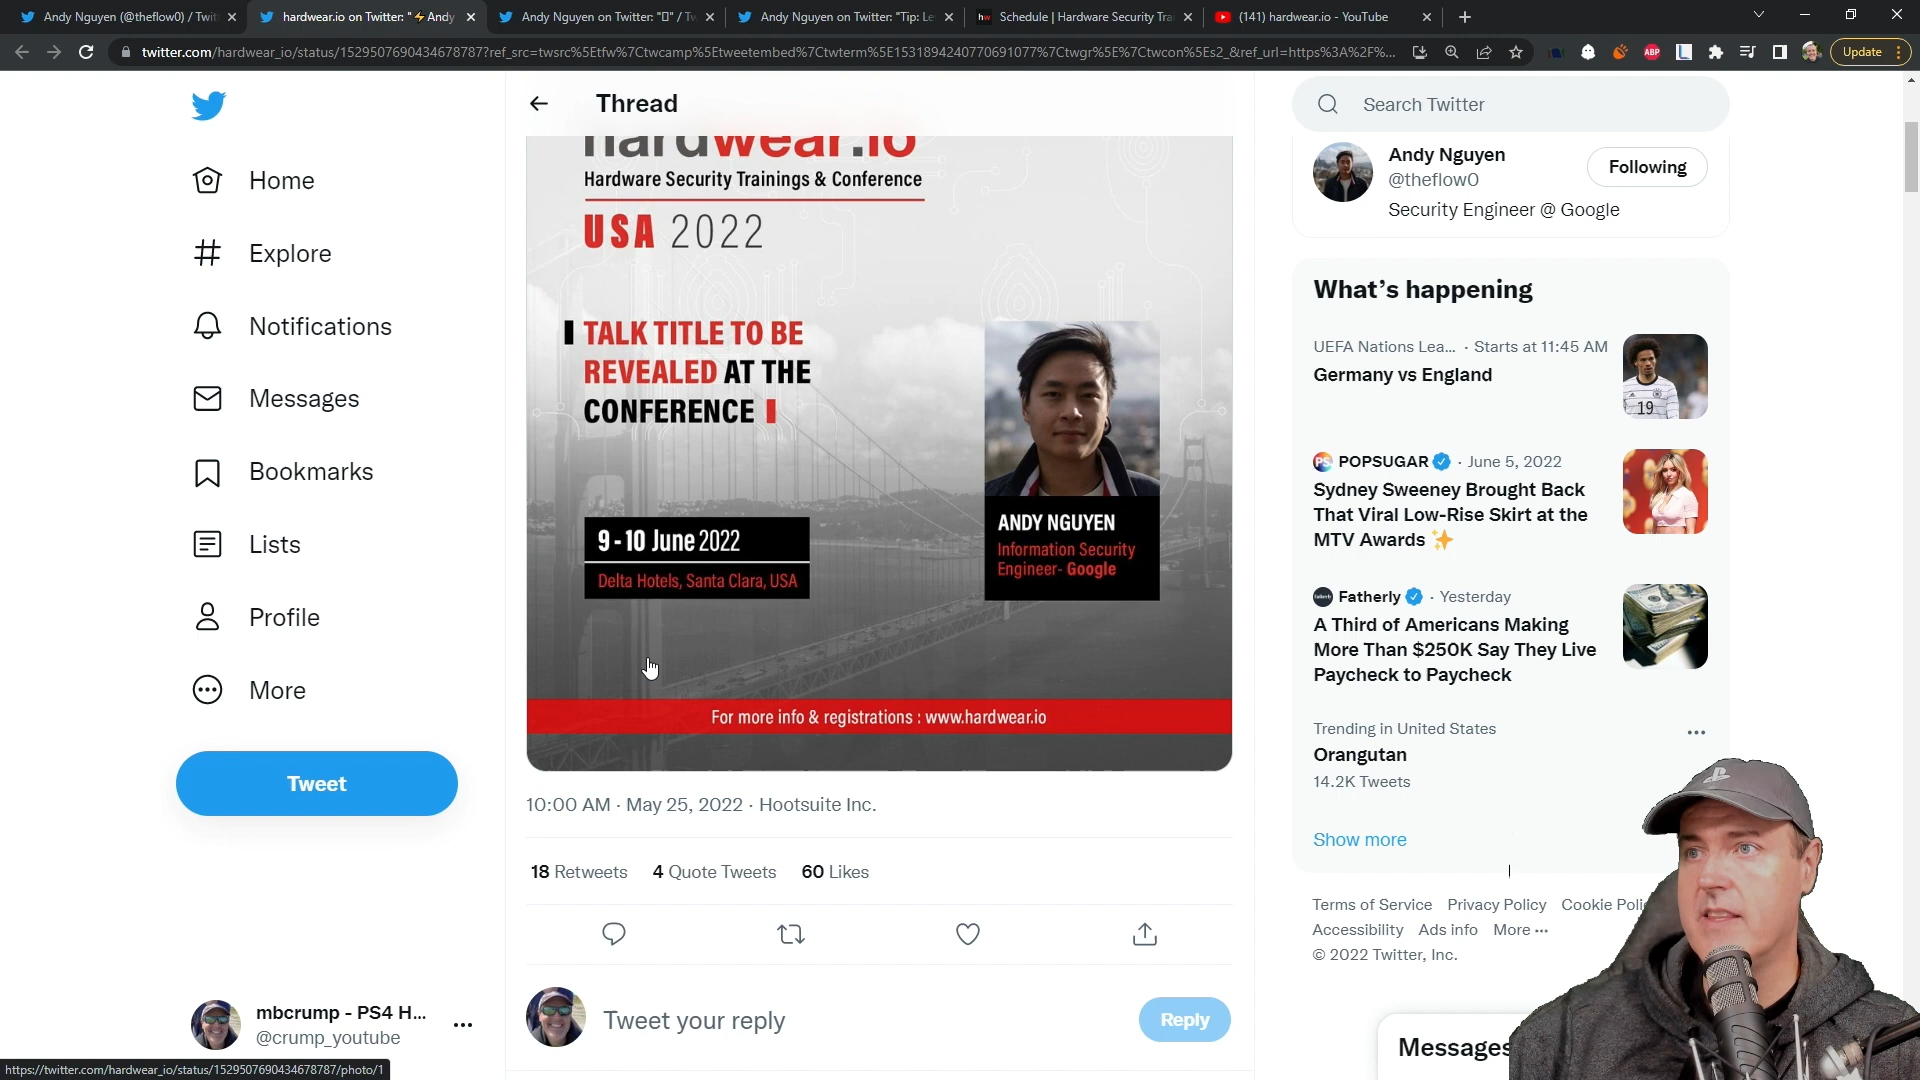 Andy Nguyen (@theflow0) / Twit
hardwear.io on Twitter: "⚡Andy
Andy Nguyen on Twitter: "▯" / Tw
Andy Nguyen on Twitter: "Tip: Le
Schedule | Hardware Security Tra
(141) hardwear.io - YouTube
twitter.com/hardwear_io/status/1529507690434678787?ref_src=twsrc%5Etfw%7Ctwcamp%5Etweetembed%7Ctwterm%5E1531894240770691077%7Ctwgr%5E%7Ctwcon%5Es2_&ref_url=https%3A%2F%...
ABP
Update
Thread
Search Twitter
Home
Explore
Notifications
Messages
Bookmarks
Lists
Profile
More
Tweet
mbcrump - PS4 H...
@crump_youtube
hardwear.io
Hardware Security Trainings & Conference
USA 2022
TALK TITLE TO BE
REVEALED AT THE
CONFERENCE
9 - 10 June 2022
Delta Hotels, Santa Clara, USA
ANDY NGUYEN
Information Security
Engineer- Google
For more info & registrations : www.hardwear.io
10:00 AM · May 25, 2022 · Hootsuite Inc.
18 Retweets 4 Quote Tweets 60 Likes
Tweet your reply
Reply
Andy Nguyen
@theflow0
Following
Security Engineer @ Google
What's happening
UEFA Nations Lea... · Starts at 11:45 AM
Germany vs England
19
PS
POPSUGAR · June 5, 2022
Sydney Sweeney Brought Back
That Viral Low-Rise Skirt at the
MTV Awards ✨
Fatherly · Yesterday
A Third of Americans Making
More Than $250K Say They Live
Paycheck to Paycheck
Trending in United States
Orangutan
14.2K Tweets
Show more
Terms of Service Privacy Policy Cookie Poli
Accessibility Ads info More ···
© 2022 Twitter, Inc.
Messages
https://twitter.com/hardwear_io/status/1529507690434678787/photo/1